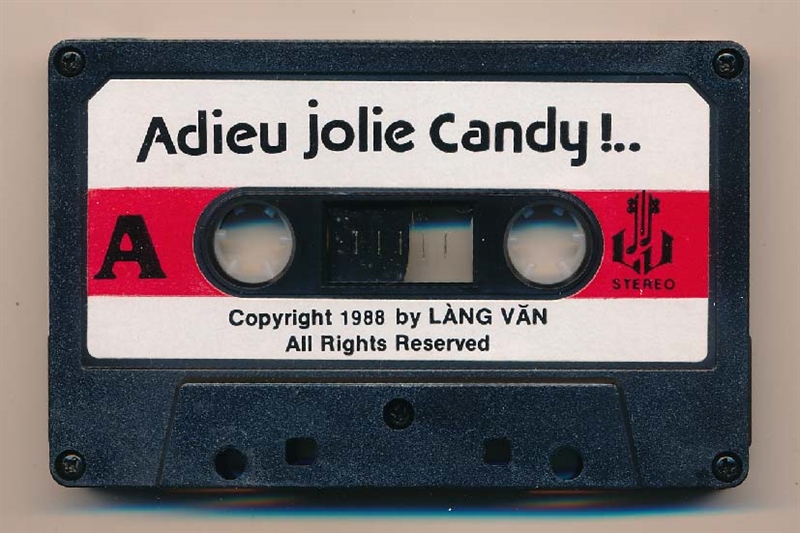 Adieu jolie Candy !..
A
STEREO
Copyright 1988 by LÀNG VĂN
All Rights Reserved